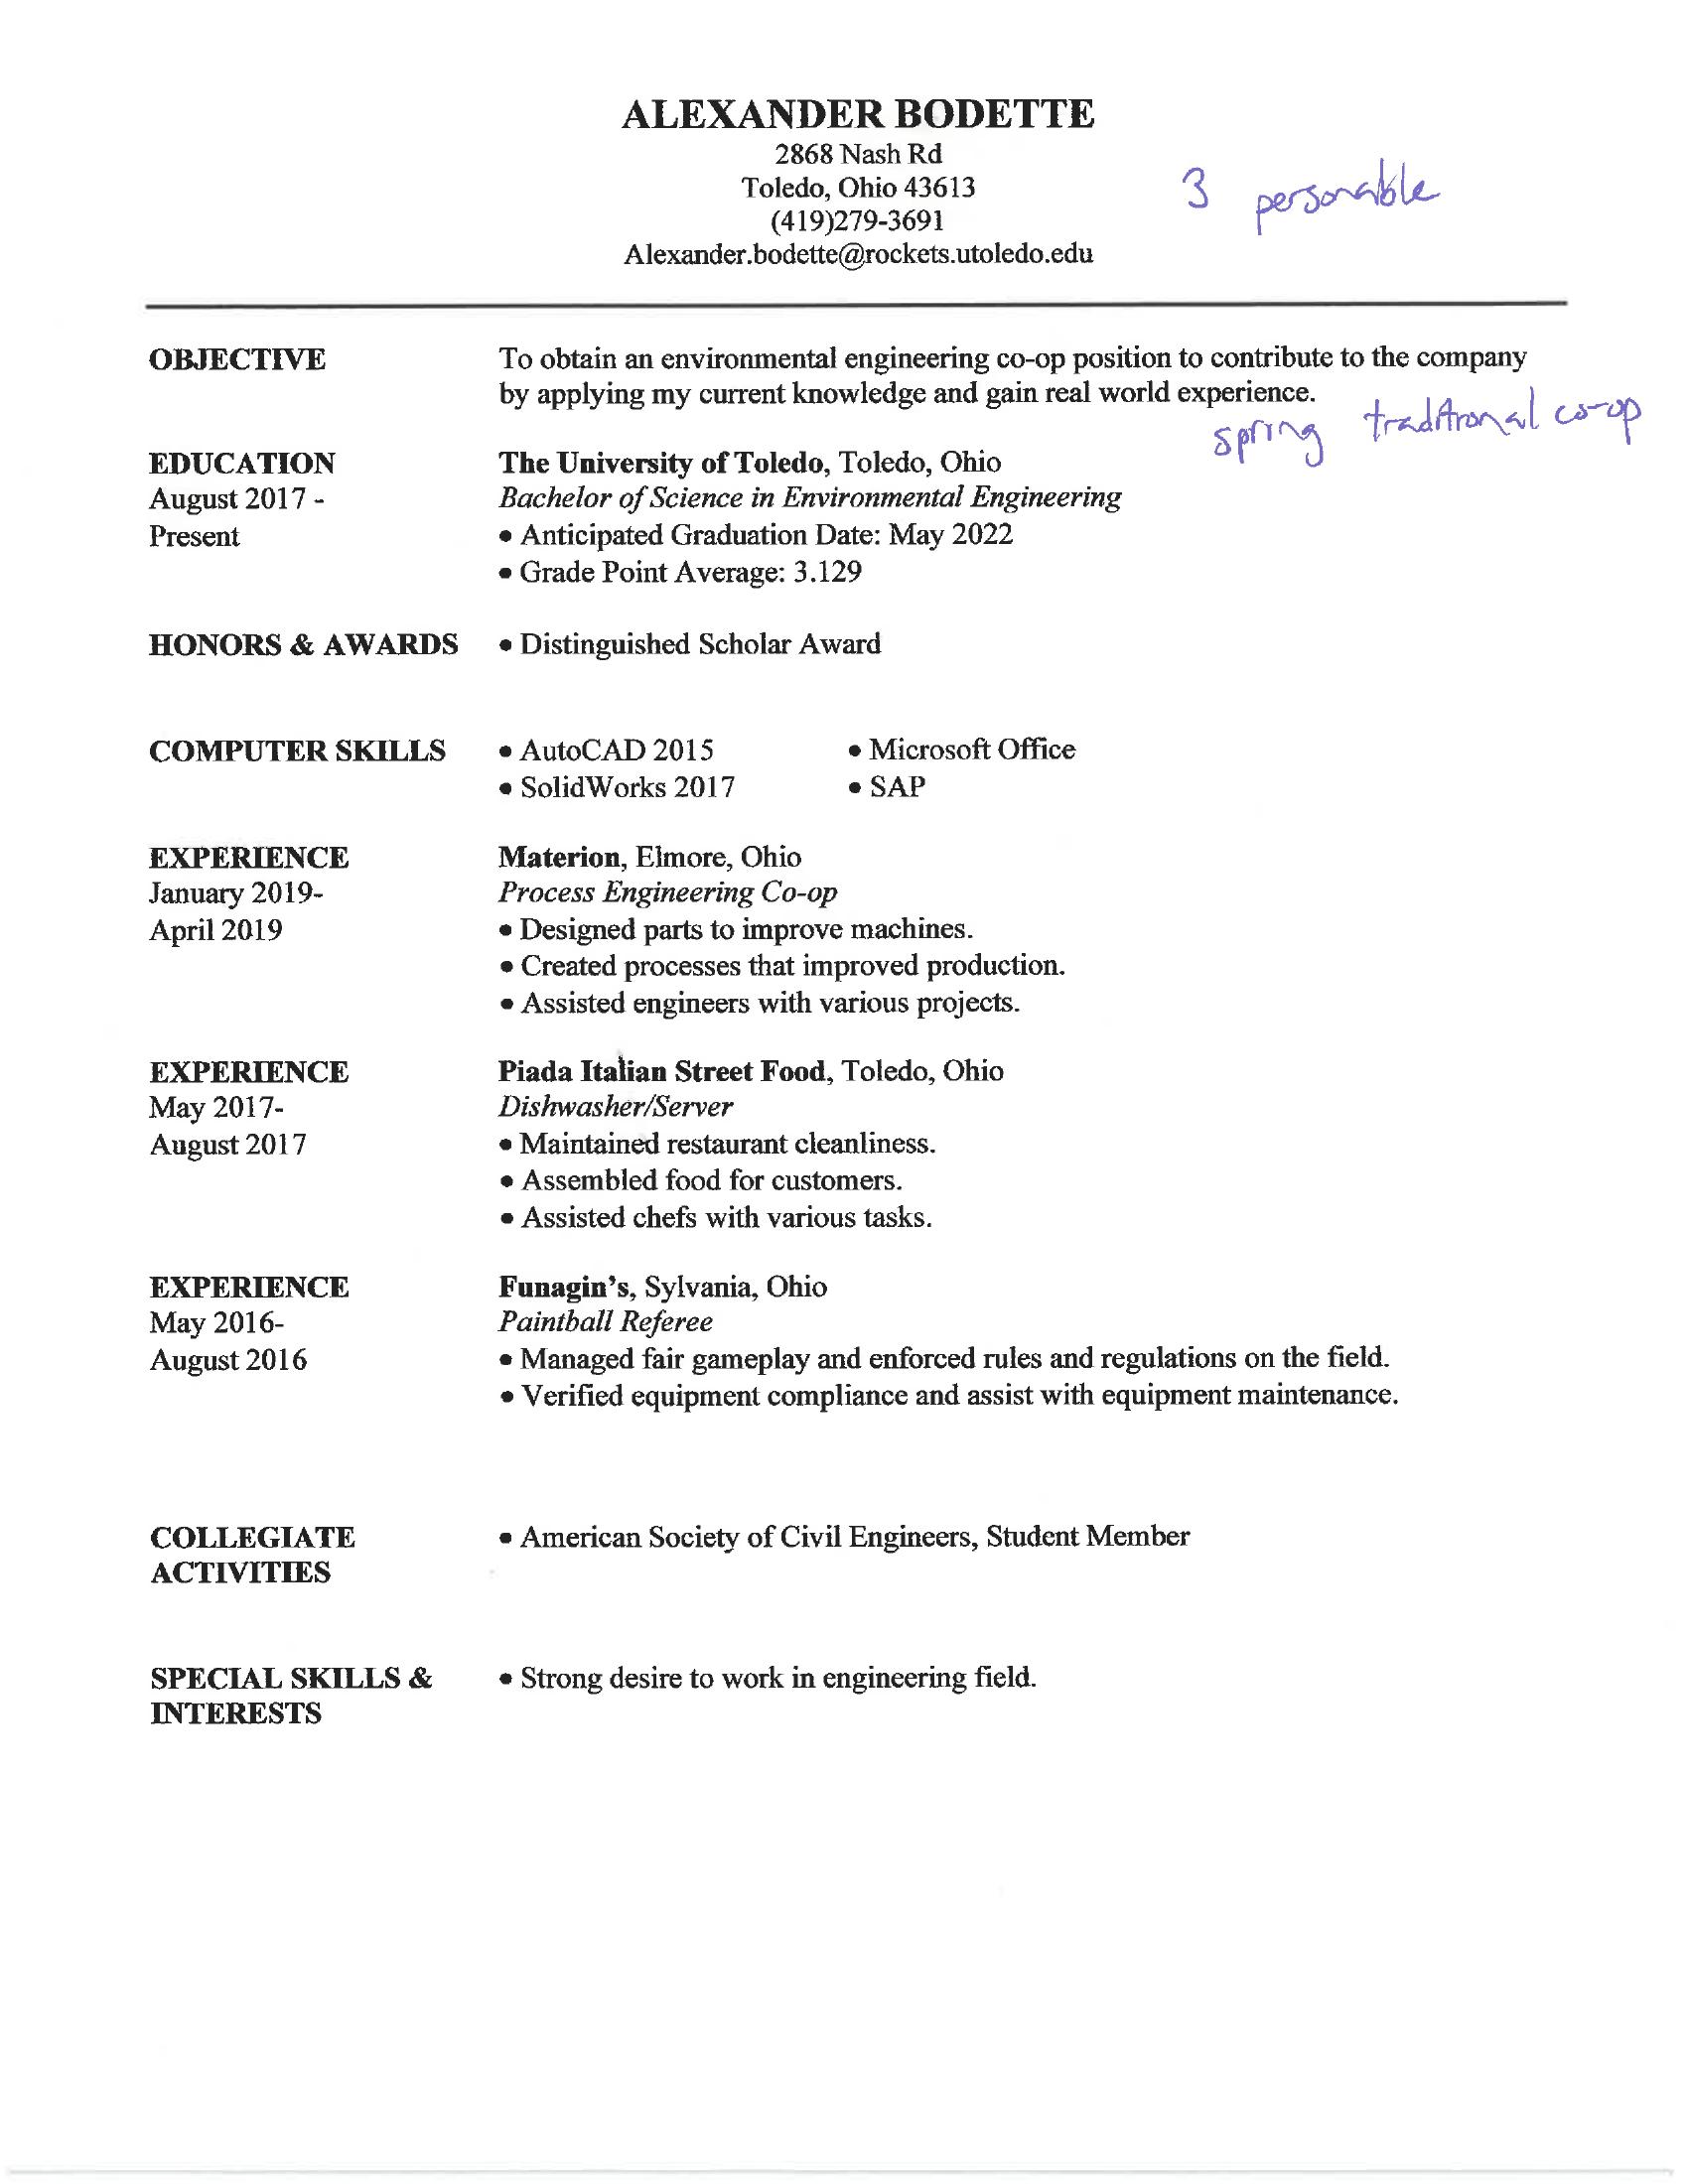 ALEXANDER BODETTE
2868 Nash Rd
Toledo, Ohio 43613
(419)279-3691
Alexander.bodette@rockets.utoledo.edu
3 personable
OBJECTIVE To obtain an environmental engineering co-op position to contribute to the company
by applying my current knowledge and gain real world experience.
spring traditional co-op
EDUCATION The University of Toledo, Toledo, Ohio
August 2017 - Bachelor of Science in Environmental Engineering
Present • Anticipated Graduation Date: May 2022
• Grade Point Average: 3.129
HONORS & AWARDS • Distinguished Scholar Award
COMPUTER SKILLS • AutoCAD 2015 • Microsoft Office
• SolidWorks 2017 • SAP
EXPERIENCE Materion, Elmore, Ohio
January 2019- Process Engineering Co-op
April 2019 • Designed parts to improve machines.
• Created processes that improved production.
• Assisted engineers with various projects.
EXPERIENCE Piada Italian Street Food, Toledo, Ohio
May 2017- Dishwasher/Server
August 2017 • Maintained restaurant cleanliness.
• Assembled food for customers.
• Assisted chefs with various tasks.
EXPERIENCE Funagin's, Sylvania, Ohio
May 2016- Paintball Referee
August 2016 • Managed fair gameplay and enforced rules and regulations on the field.
• Verified equipment compliance and assist with equipment maintenance.
COLLEGIATE • American Society of Civil Engineers, Student Member
ACTIVITIES
SPECIAL SKILLS & • Strong desire to work in engineering field.
INTERESTS